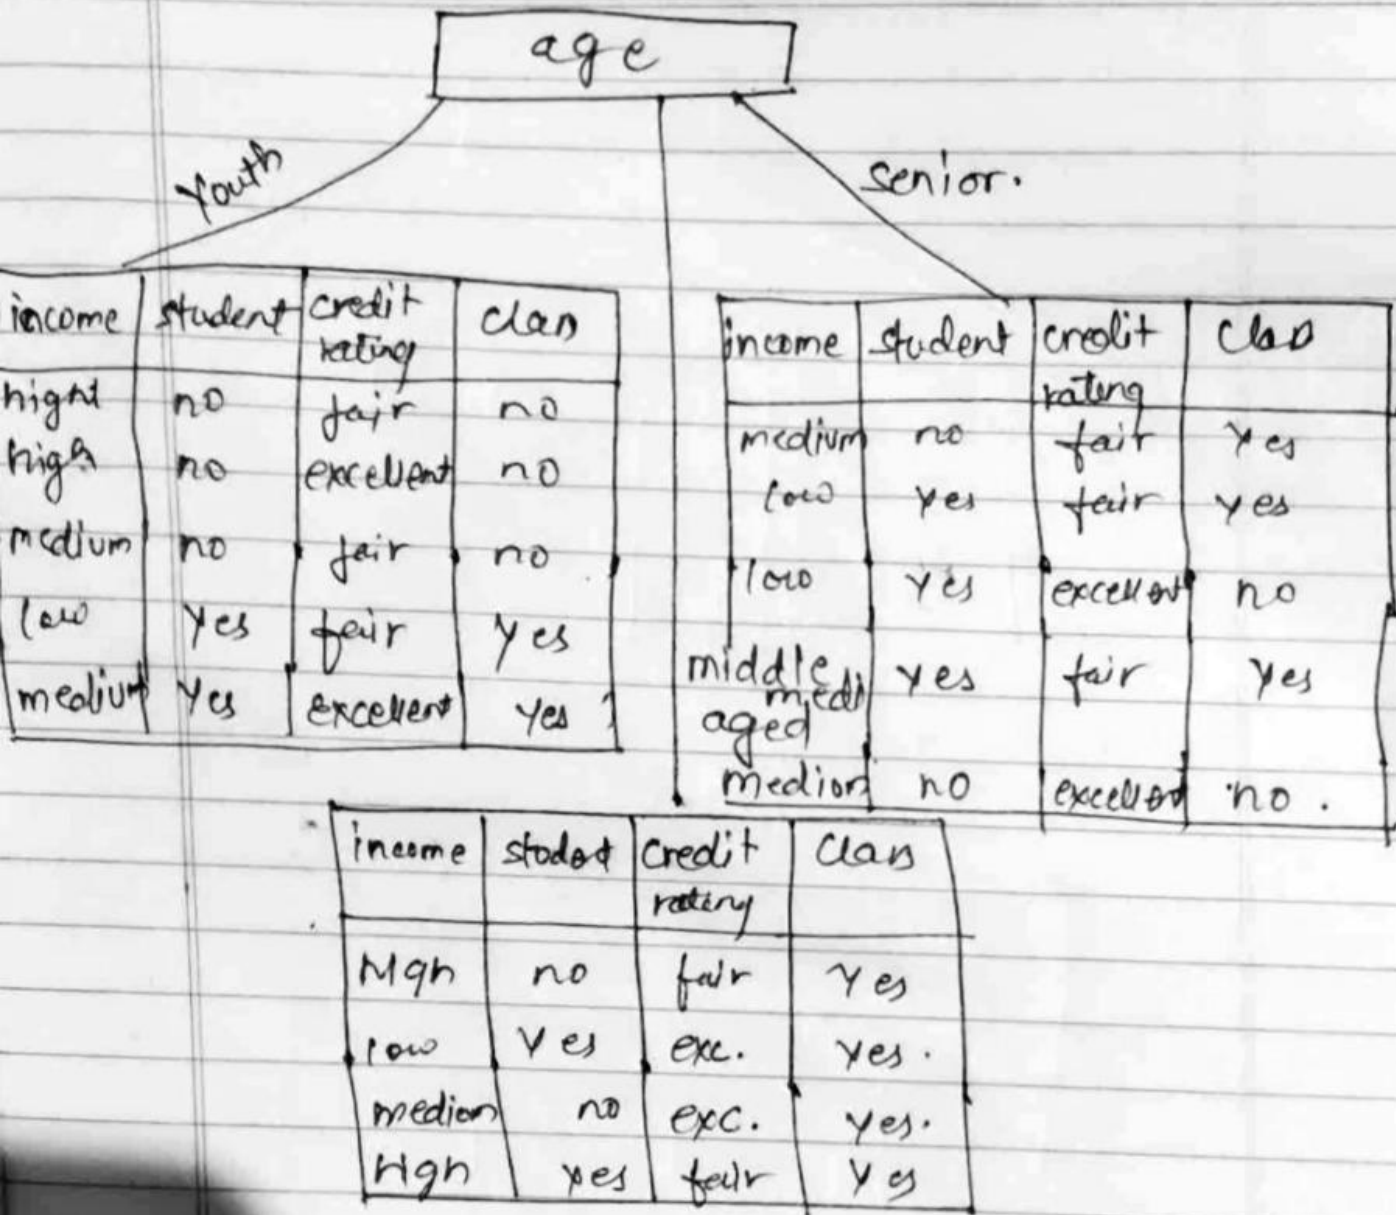 age
Youth
senior.
income student credit rating class
hight no fair no
high no excellent no
medium no fair no
low yes fair yes
medium yes excellent yes
income student credit rating class
medium no fair yes
low yes fair yes
low yes excellent no
medi yes fair yes
medium no excellent no.
middle aged
income student credit rating class
High no fair yes
low yes exc. yes.
medium no exc. yes.
High yes fair yes